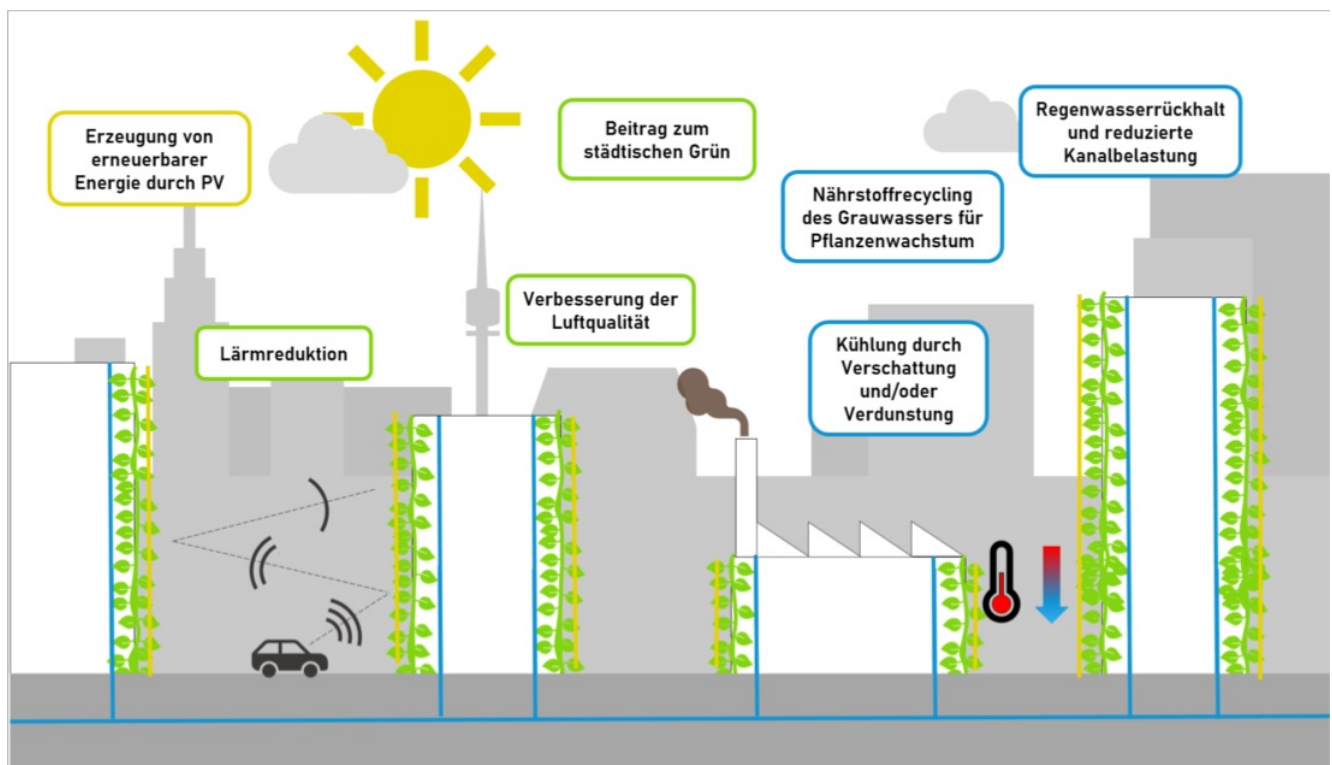 Erzeugung von
erneuerbarer
Energie durch PV
Beitrag zum
städtischen Grün
Regenwasserrückhalt
und reduzierte
Kanalbelastung
Nährstoffrecycling
des Grauwassers für
Pflanzenwachstum
Verbesserung der
Luftqualität
Lärmreduktion
Kühlung durch
Verschattung
und/oder
Verdunstung